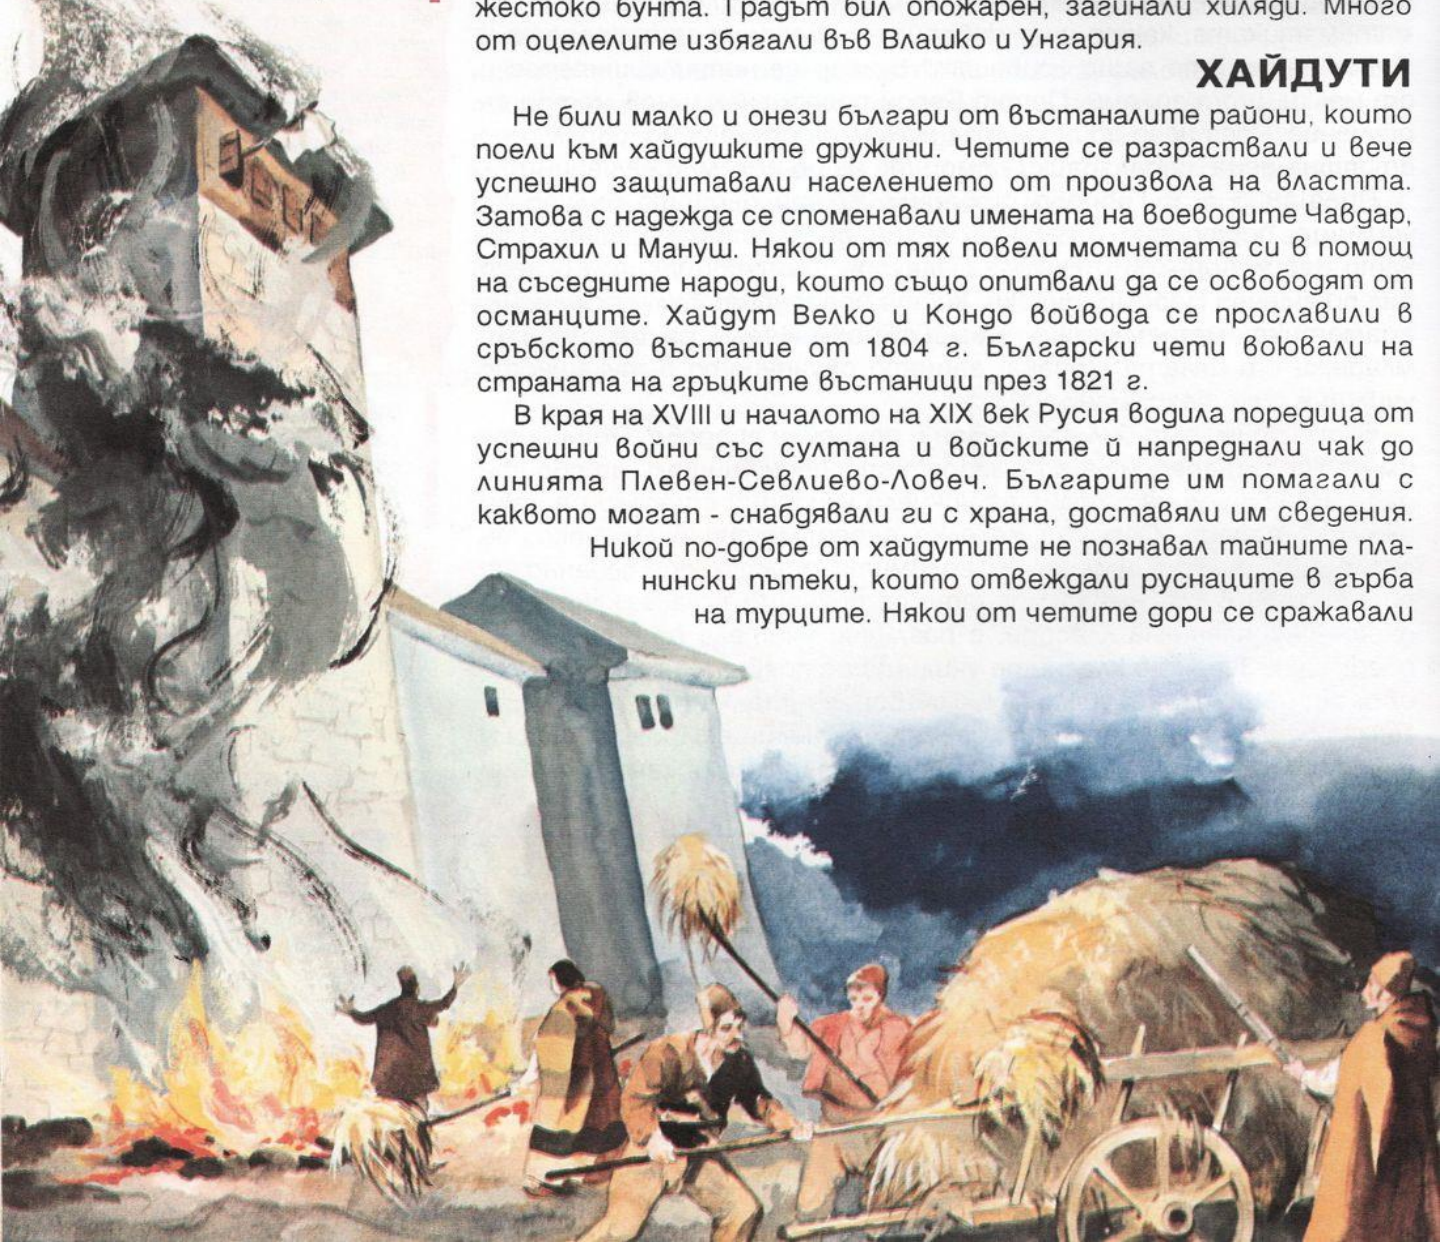 жестоко бунта. Градът бил опожарен, загинали хиляди. Много
от оцелелите избягали във Влашко и Унгария.
ХАЙДУТИ
Не били малко и онези българи от въстаналите райони, които
поели към хайдушките дружини. Четите се разраствали и вече
успешно защитавали населението от произвола на властта.
Затова с надежда се споменавали имената на воеводите Чавдар,
Страхил и Мануш. Някои от тях повели момчетата си в помощ
на съседните народи, които също опитвали да се освободят от
османците. Хайдут Велко и Кондо войвода се прославили в
сръбското въстание от 1804 г. Български чети воювали на
страната на гръцките въстаници през 1821 г.
В края на XVIII и началото на XIX век Русия водила поредица от
успешни войни със султана и войските й напреднали чак до
линията Плевен-Севлиево-Ловеч. Българите им помагали с
каквото могат - снабдявали ги с храна, доставяли им сведения.
Никой по-добре от хайдутите не познавал тайните пла-
нински пътеки, които отвеждали руснаците в гърба
на турците. Някои от четите дори се сражавали